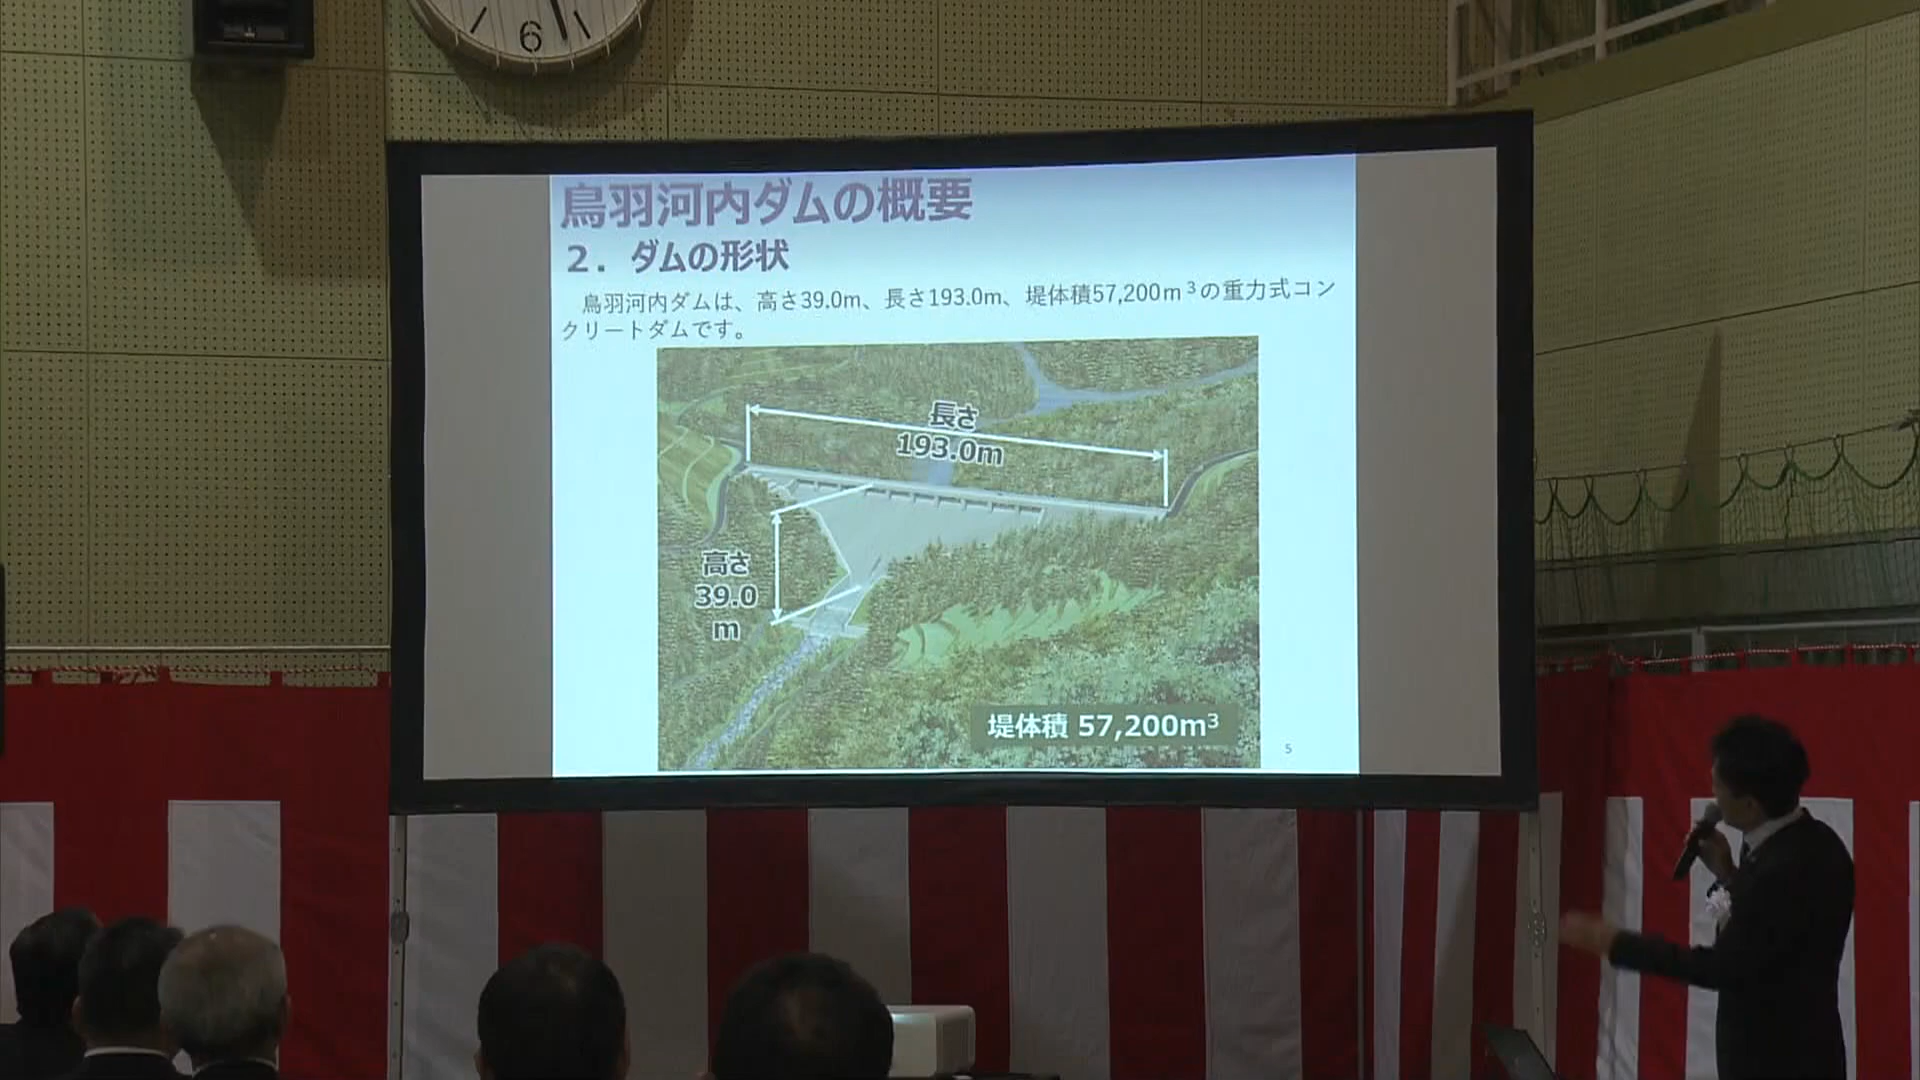 6
鳥羽河内ダムの概要
２．ダムの形状
鳥羽河内ダムは、高さ39.0m、長さ193.0m、堤体積57,200ｍ³の重力式コン
クリートダムです。
長さ
193.0m
高さ
39.0
m
堤体積 57,200m³
5